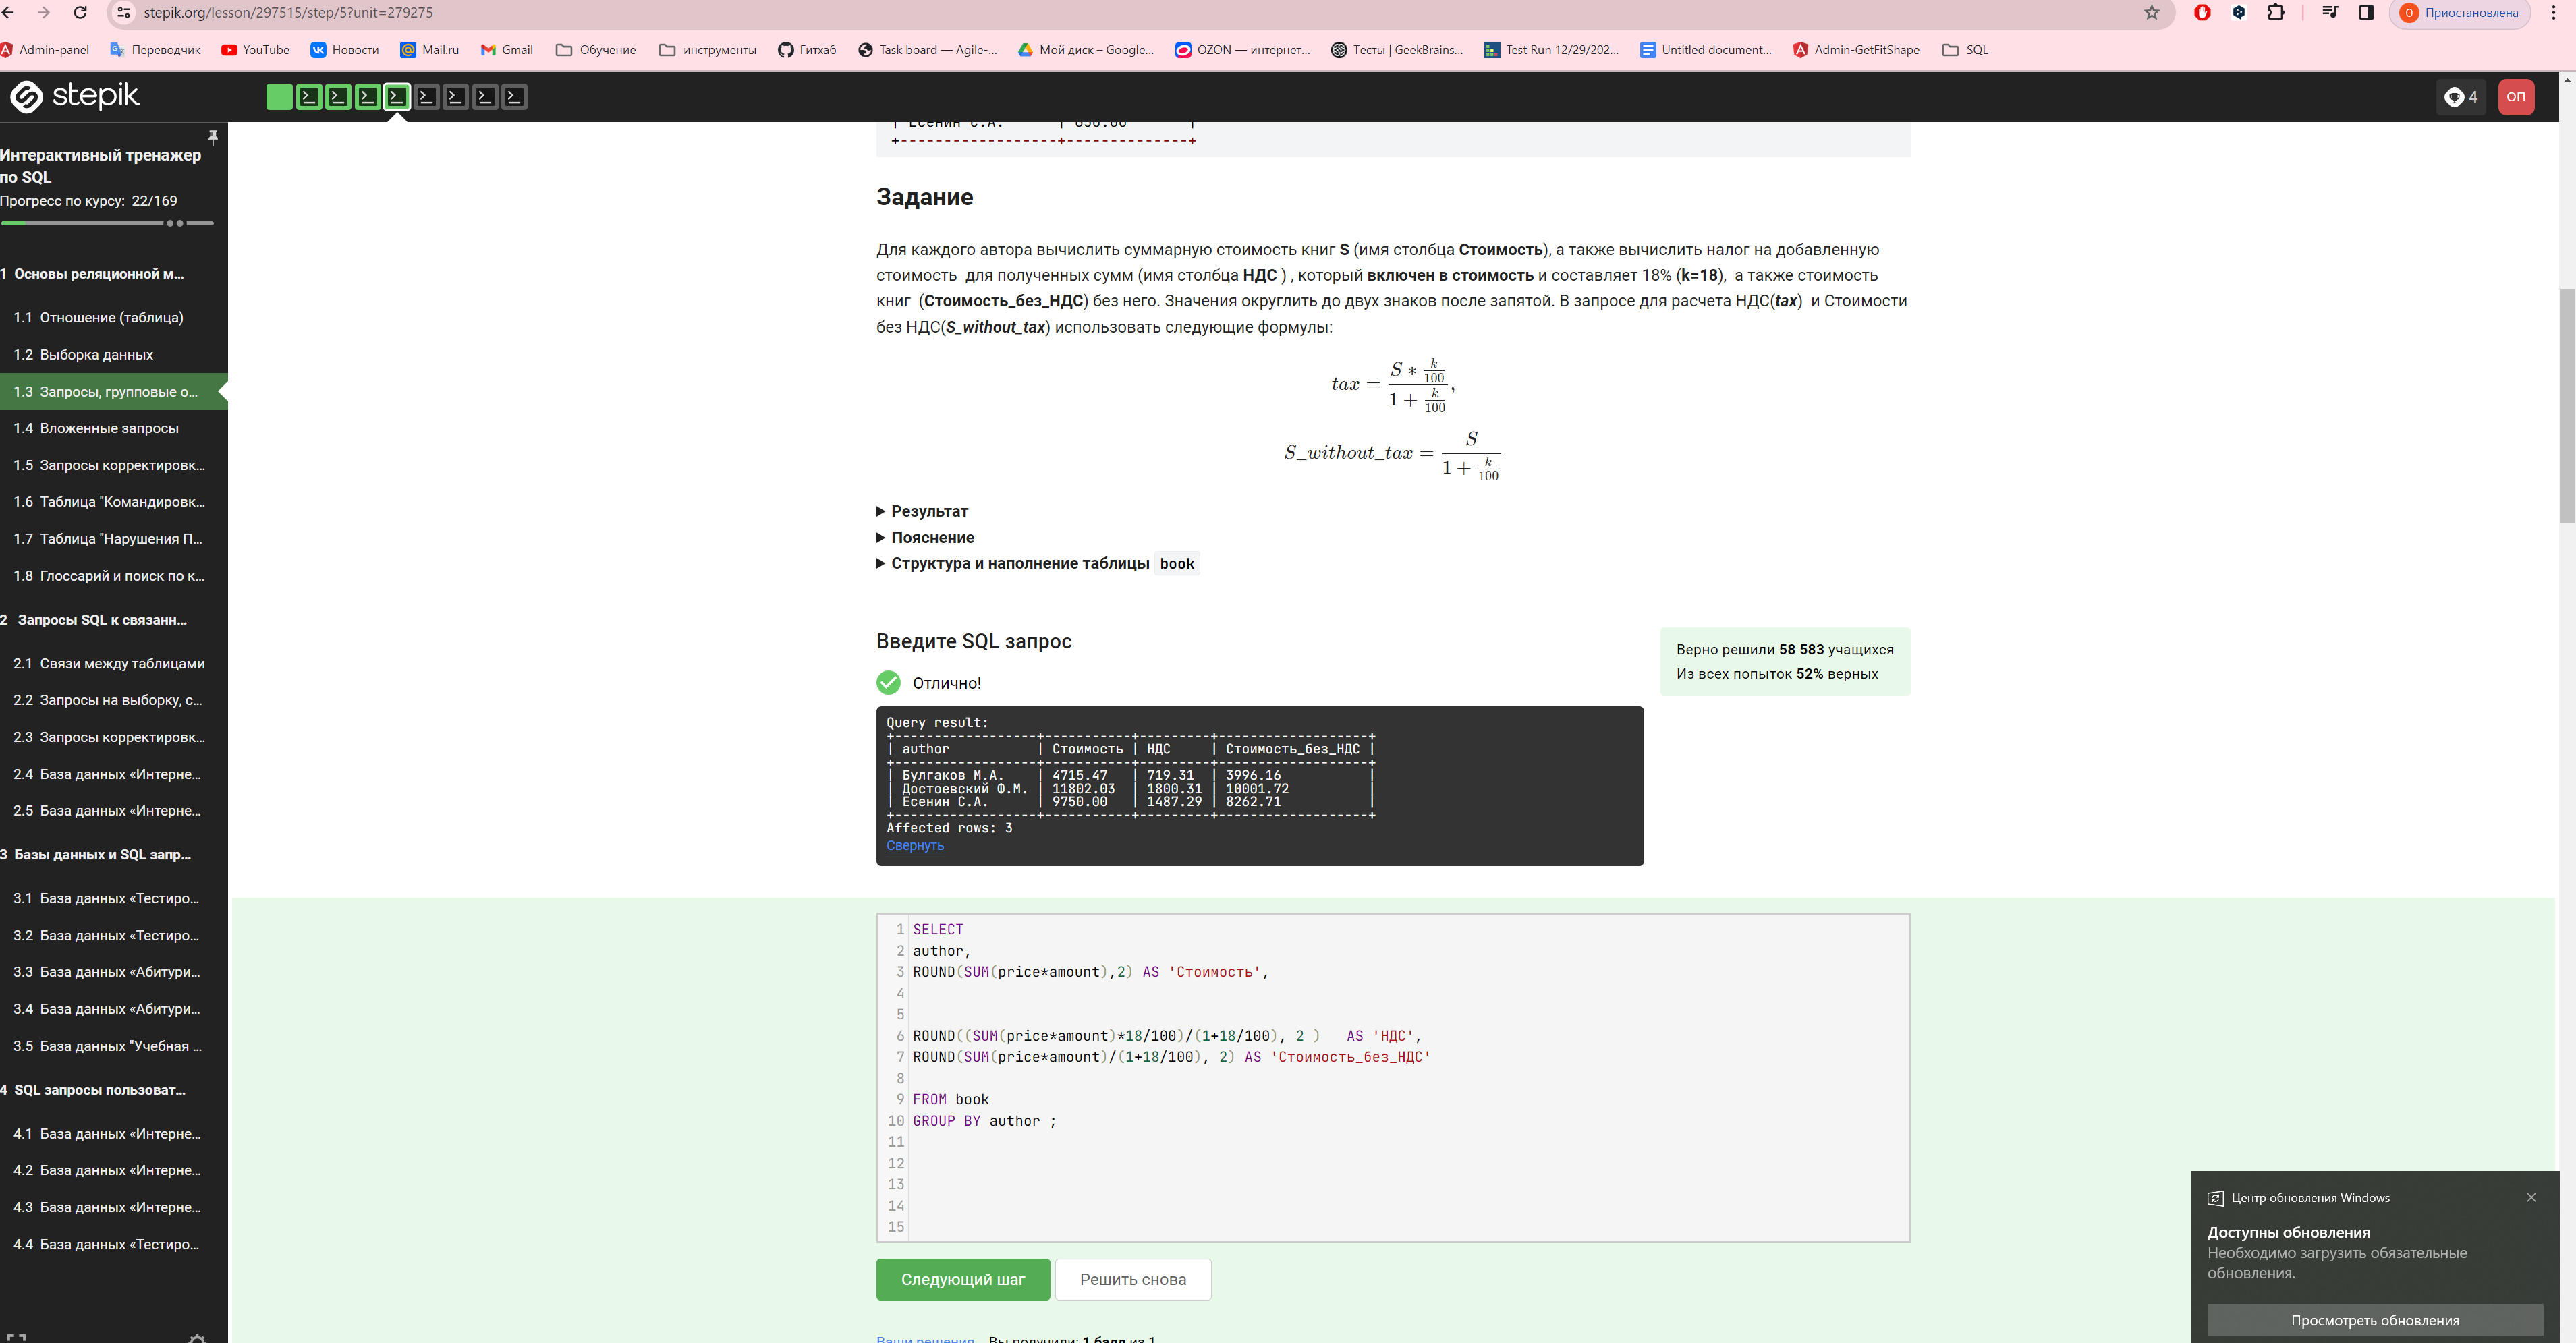 stepik.org/lesson/297515/step/5?unit=279275
О Приостановлена
Admin-panel Переводчик YouTube Новости Mail.ru Gmail Обучение инструменты Гитхаб Task board — Agile-... Мой диск – Google... OZON — интернет... Тесты | GeekBrains... Test Run 12/29/202... Untitled document... Admin-GetFitShape SQL
stepik
4
ОП
Интерактивный тренажер
по SQL
Прогресс по курсу: 22/169
1 Основы реляционной м...
1.1 Отношение (таблица)
1.2 Выборка данных
1.3 Запросы, групповые о...
1.4 Вложенные запросы
1.5 Запросы корректировк...
1.6 Таблица "Командировк...
1.7 Таблица "Нарушения П...
1.8 Глоссарий и поиск по к...
2 Запросы SQL к связанн...
2.1 Связи между таблицами
2.2 Запросы на выборку, с...
2.3 Запросы корректировк...
2.4 База данных «Интерне...
2.5 База данных «Интерне...
3 Базы данных и SQL запр...
3.1 База данных «Тестиро...
3.2 База данных «Тестиро...
3.3 База данных «Абитури...
3.4 База данных «Абитури...
3.5 База данных "Учебная ...
4 SQL запросы пользоват...
4.1 База данных «Интерне...
4.2 База данных «Интерне...
4.3 База данных «Интерне...
4.4 База данных «Тестиро...
| Есенин С.А. | 650.00 |
+------------------+--------------+
Задание
Для каждого автора вычислить суммарную стоимость книг S (имя столбца Стоимость), а также вычислить налог на добавленную
стоимость для полученных сумм (имя столбца НДС ) , который включен в стоимость и составляет 18% (k=18), а также стоимость
книг (Стоимость_без_НДС) без него. Значения округлить до двух знаков после запятой. В запросе для расчета НДС(tax) и Стоимости
без НДС(S_without_tax) использовать следующие формулы:
tax = (S * k/100) / (1 + k/100),
S_without_tax = S / (1 + k/100)
▶ Результат
▶ Пояснение
▶ Структура и наполнение таблицы book
Введите SQL запрос
Отлично!
Верно решили 58 583 учащихся
Из всех попыток 52% верных
Query result:
+------------------+-----------+---------+-------------------+
| author | Стоимость | НДС | Стоимость_без_НДС |
+------------------+-----------+---------+-------------------+
| Булгаков М.А. | 4715.47 | 719.31 | 3996.16 |
| Достоевский Ф.М. | 11802.03 | 1800.31 | 10001.72 |
| Есенин С.А. | 9750.00 | 1487.29 | 8262.71 |
+------------------+-----------+---------+-------------------+
Affected rows: 3
Свернуть
1 SELECT
2 author,
3 ROUND(SUM(price*amount),2) AS 'Стоимость',
4
5
6 ROUND((SUM(price*amount)*18/100)/(1+18/100), 2 ) AS 'НДС',
7 ROUND(SUM(price*amount)/(1+18/100), 2) AS 'Стоимость_без_НДС'
8
9 FROM book
10 GROUP BY author ;
11
12
13
14
15
Следующий шаг Решить снова
Ваши решения Вы получили: 1 балл из 1
Центр обновления Windows
Доступны обновления
Необходимо загрузить обязательные
обновления.
Просмотреть обновления